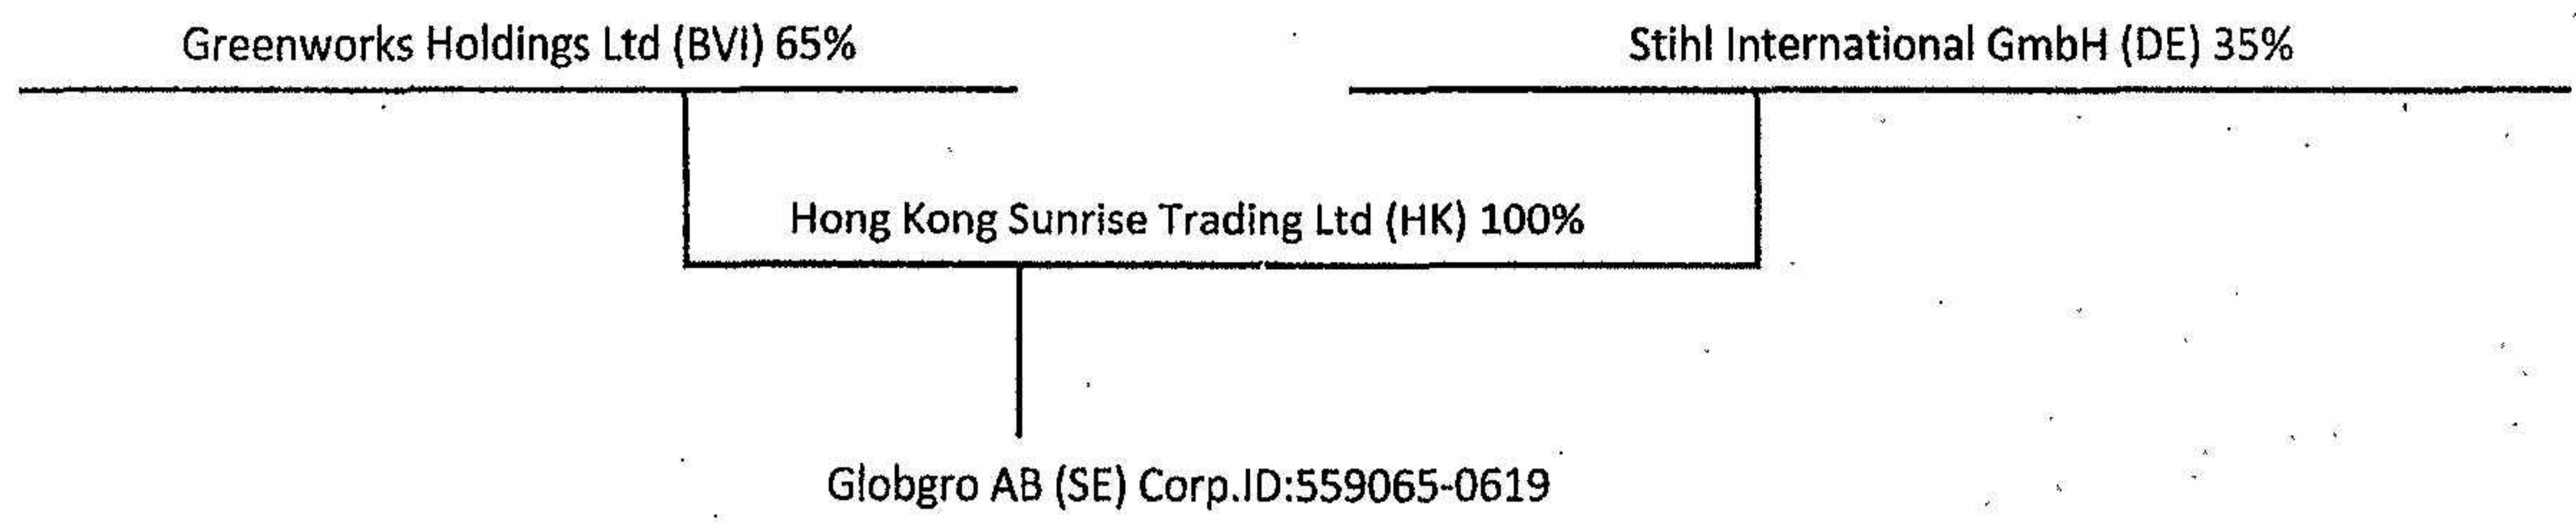 Greenworks Holdings Ltd (BVI) 65%
Stihl International GmbH (DE) 35%
Hong Kong Sunrise Trading Ltd (HK) 100%
Globgro AB (SE) Corp.ID:559065-0619